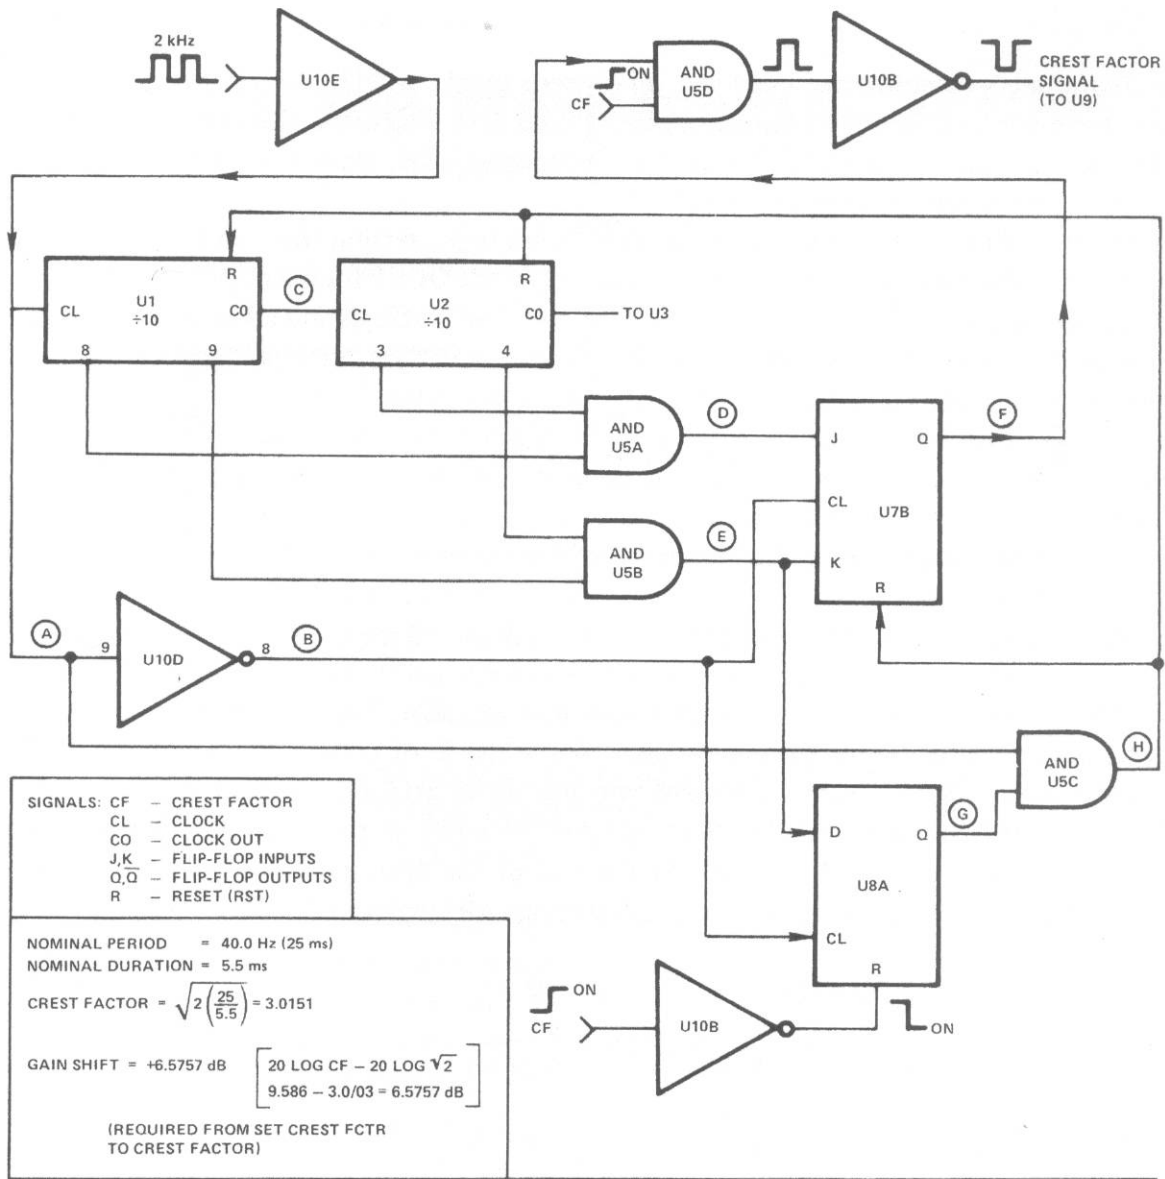 2 kHz
U10E
ON
CF
AND
U5D
U10B
CREST FACTOR
SIGNAL
(TO U9)
R
U1
÷10
CL
CO
8
9
C
R
U2
÷10
CL
CO
3
4
TO U3
AND
U5A
D
J
Q
CL
U7B
K
R
F
AND
U5B
E
A
9
U10D
8
B
AND
U5C
H
D
Q
U8A
CL
R
G
ON
CF
U10B
ON
SIGNALS: CF – CREST FACTOR
CL – CLOCK
CO – CLOCK OUT
J,K – FLIP-FLOP INPUTS
Q,Q̅ – FLIP-FLOP OUTPUTS
R – RESET (RST)
NOMINAL PERIOD = 40.0 Hz (25 ms)
NOMINAL DURATION = 5.5 ms
CREST FACTOR = √2 (25/5.5) = 3.0151
GAIN SHIFT = +6.5757 dB [20 LOG CF – 20 LOG √2
9.586 – 3.0/03 = 6.5757 dB]
(REQUIRED FROM SET CREST FCTR
TO CREST FACTOR)